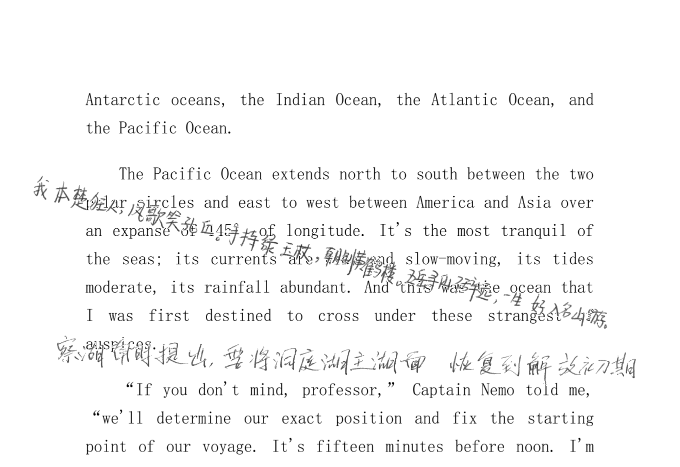 Antarctic oceans, the Indian Ocean, the Atlantic Ocean, and
the Pacific Ocean.
The Pacific Ocean extends north to south between the two
polar circles and east to west between America and Asia over
an expanse of 145° of longitude. It's the most tranquil of
the seas; its currents are wide and slow-moving, its tides
moderate, its rainfall abundant. And this was the ocean that
I was first destined to cross under these strangest of
auspices.
我本楚狂人,凤歌笑孔丘。手持绿玉杖,朝别黄鹤楼。五岳寻仙不辞远,一生好入名山游。
察湖情时提出,要将洞庭湖主湖面 恢复到解放初期
“If you don't mind, professor,” Captain Nemo told me,
“we'll determine our exact position and fix the starting
point of our voyage. It's fifteen minutes before noon. I'm